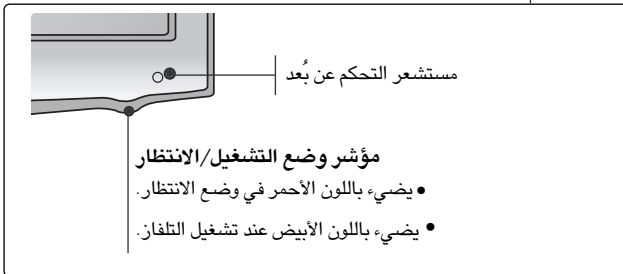 مستشعر التحكم عن بُعد
مؤشر وضع التشغيل/الانتظار
• يضيء باللون الأحمر في وضع الانتظار.
• يضيء باللون الأبيض عند تشغيل التلفاز.